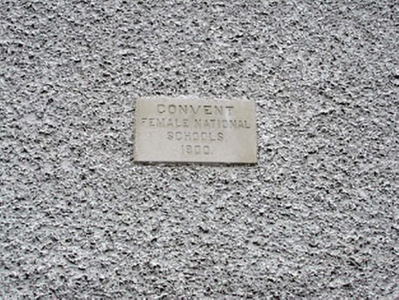 CONVENT
FEMALE NATIONAL
SCHOOLS
1900.